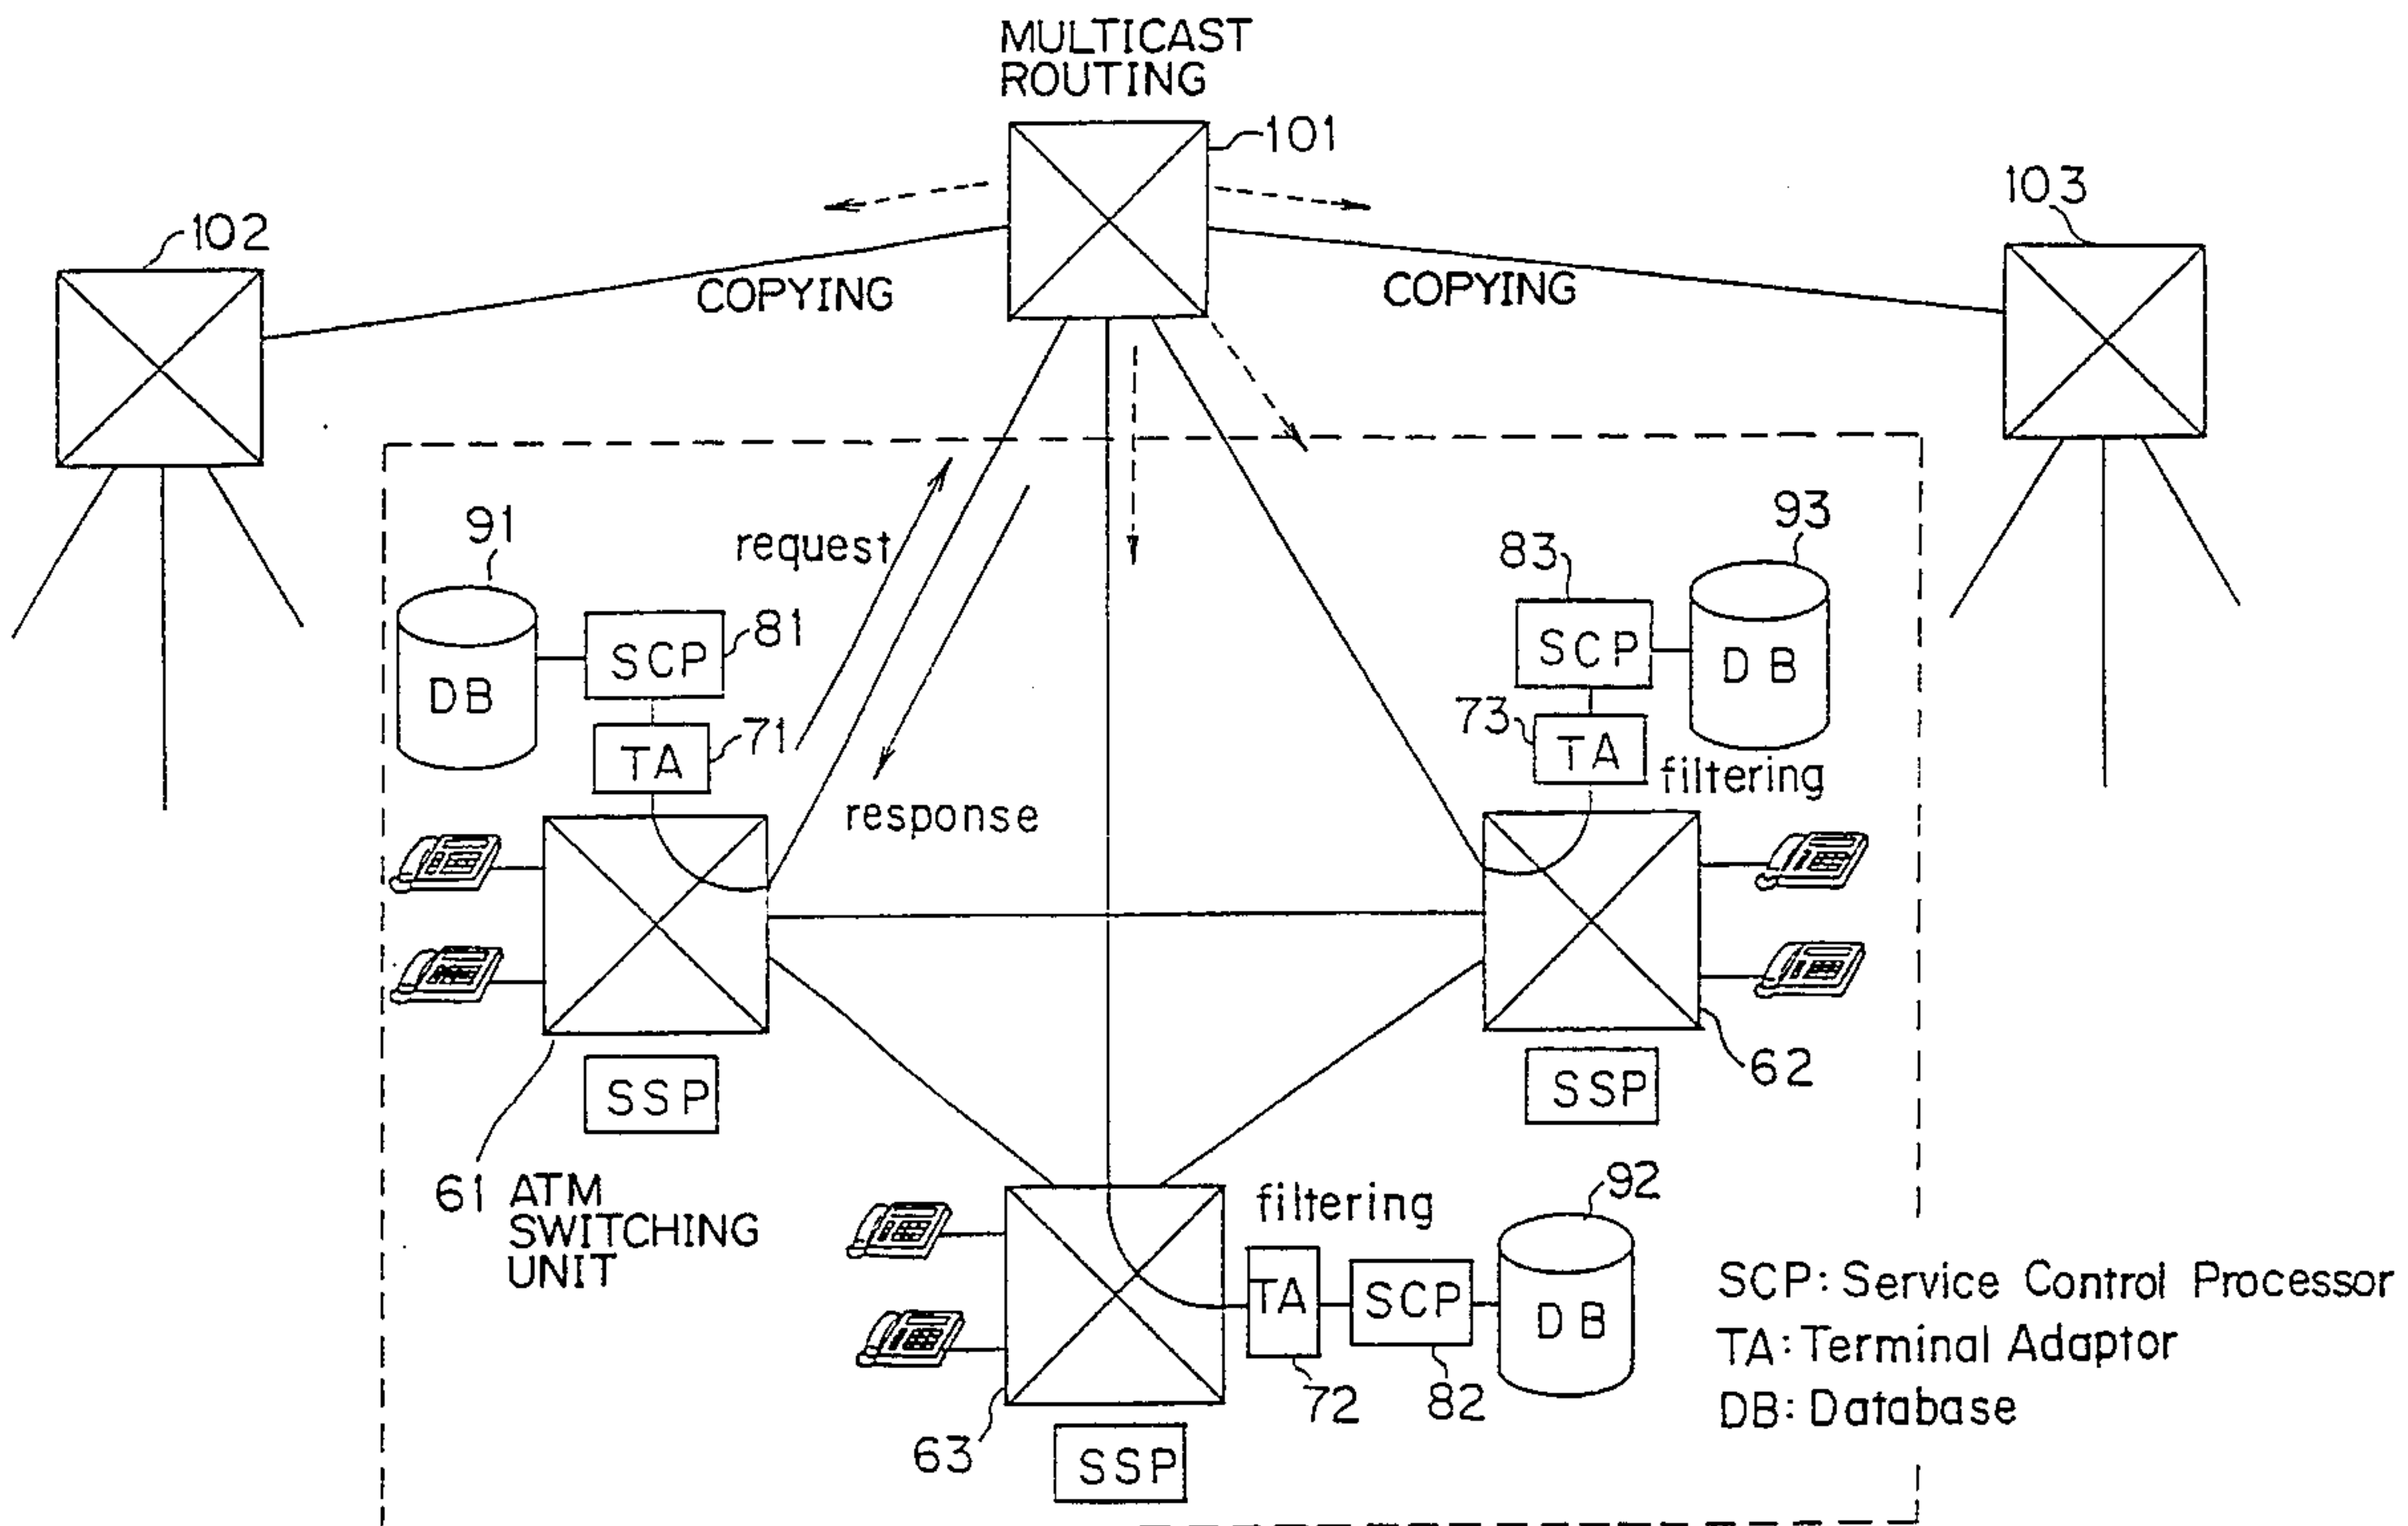 MULTICAST
ROUTING
101
102
103
COPYING
COPYING
91
request
81
SCP
DB
71
TA
response
93
83
SCP
DB
73
TA
filtering
SSP
62
SSP
61 ATM
SWITCHING
UNIT
filtering
92
TA
SCP
DB
72
82
63
SSP
SCP: Service Control Processor
TA: Terminal Adaptor
DB: Database